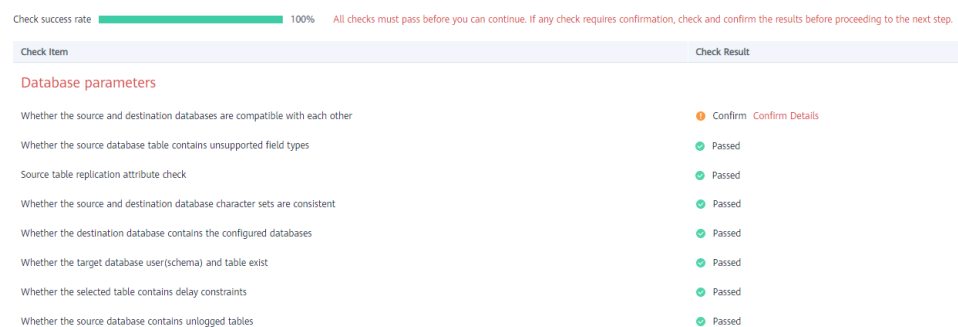 Check success rate 100% All checks must pass before you can continue. If any check requires confirmation, check and confirm the results before proceeding to the next step.
Check Item Check Result
Database parameters
Whether the source and destination databases are compatible with each other Confirm Confirm Details
Whether the source database table contains unsupported field types Passed
Source table replication attribute check Passed
Whether the source and destination database character sets are consistent Passed
Whether the destination database contains the configured databases Passed
Whether the target database user(schema) and table exist Passed
Whether the selected table contains delay constraints Passed
Whether the source database contains unlogged tables Passed